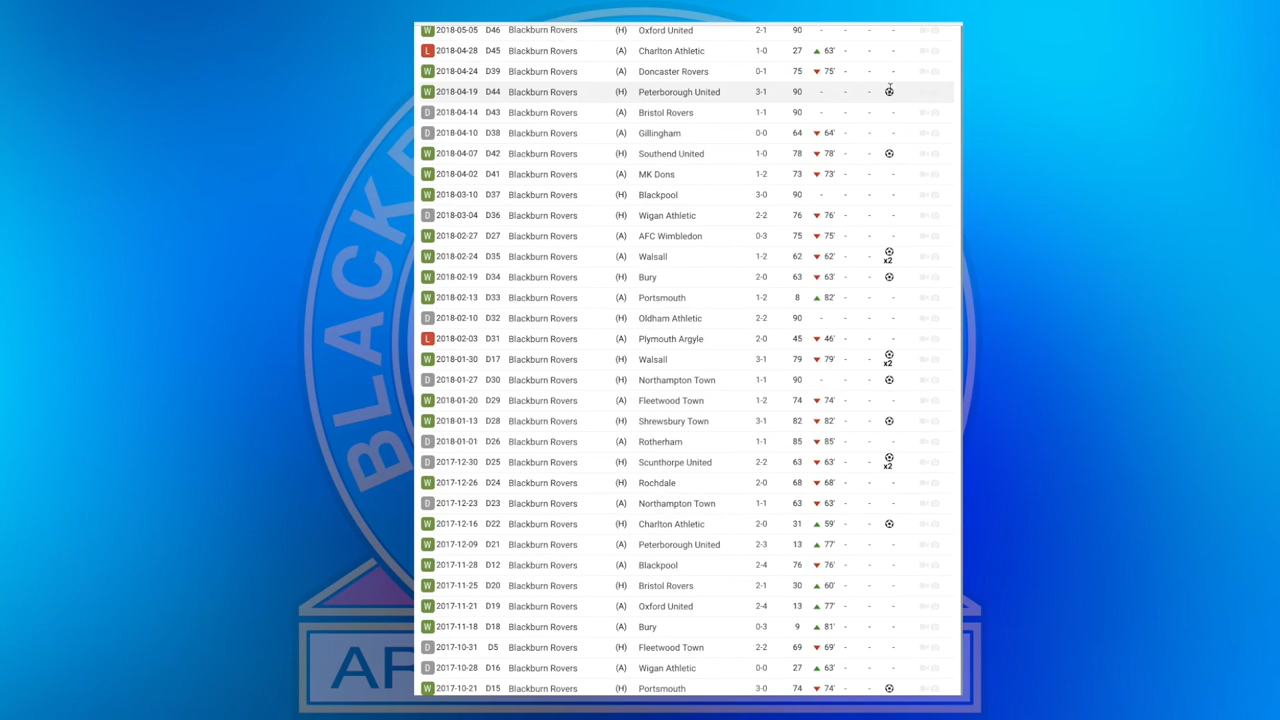 W 2018-05-05 D46 Blackburn Rovers (H) Oxford United 2-1 90 - - - -
L 2018-04-28 D45 Blackburn Rovers (A) Charlton Athletic 1-0 27 63' - - -
W 2018-04-24 D39 Blackburn Rovers (A) Doncaster Rovers 0-1 75 75' - - -
W 2018-04-19 D44 Blackburn Rovers (H) Peterborough United 3-1 90 - - -
D 2018-04-14 D43 Blackburn Rovers (A) Bristol Rovers 1-1 90 - - - -
D 2018-04-10 D38 Blackburn Rovers (A) Gillingham 0-0 64 64' - - -
W 2018-04-07 D42 Blackburn Rovers (H) Southend United 1-0 78 78' - -
W 2018-04-02 D41 Blackburn Rovers (A) MK Dons 1-2 73 73' - - -
W 2018-03-10 D37 Blackburn Rovers (H) Blackpool 3-0 90 - - - -
D 2018-03-04 D36 Blackburn Rovers (H) Wigan Athletic 2-2 76 76' - - -
W 2018-02-27 D27 Blackburn Rovers (A) AFC Wimbledon 0-3 75 75' - - -
W 2018-02-24 D35 Blackburn Rovers (A) Walsall 1-2 62 62' - - x2
W 2018-02-19 D34 Blackburn Rovers (H) Bury 2-0 63 63' - -
W 2018-02-13 D33 Blackburn Rovers (A) Portsmouth 1-2 8 82' - - -
D 2018-02-10 D32 Blackburn Rovers (H) Oldham Athletic 2-2 90 - - - -
L 2018-02-03 D31 Blackburn Rovers (A) Plymouth Argyle 2-0 45 46' - - -
W 2018-01-30 D17 Blackburn Rovers (H) Walsall 3-1 79 79' - - x2
D 2018-01-27 D30 Blackburn Rovers (H) Northampton Town 1-1 90 - - -
W 2018-01-20 D29 Blackburn Rovers (A) Fleetwood Town 1-2 74 74' - - -
W 2018-01-13 D28 Blackburn Rovers (H) Shrewsbury Town 3-1 82 82' - -
D 2018-01-01 D26 Blackburn Rovers (A) Rotherham 1-1 85 85' - - -
D 2017-12-30 D25 Blackburn Rovers (H) Scunthorpe United 2-2 63 63' - - x2
W 2017-12-26 D24 Blackburn Rovers (H) Rochdale 2-0 68 68' - - -
D 2017-12-23 D23 Blackburn Rovers (A) Northampton Town 1-1 63 63' - - -
W 2017-12-16 D22 Blackburn Rovers (H) Charlton Athletic 2-0 31 59' - -
W 2017-12-09 D21 Blackburn Rovers (A) Peterborough United 2-3 13 77' - - -
W 2017-11-28 D12 Blackburn Rovers (A) Blackpool 2-4 76 76' - - -
W 2017-11-25 D20 Blackburn Rovers (H) Bristol Rovers 2-1 30 60' - - -
W 2017-11-21 D19 Blackburn Rovers (A) Oxford United 2-4 13 77' - - -
W 2017-11-18 D18 Blackburn Rovers (A) Bury 0-3 9 81' - - -
D 2017-10-31 D5 Blackburn Rovers (H) Fleetwood Town 2-2 69 69' - - -
D 2017-10-28 D16 Blackburn Rovers (A) Wigan Athletic 0-0 27 63' - - -
W 2017-10-21 D15 Blackburn Rovers (H) Portsmouth 3-0 74 74' - -
BLACK